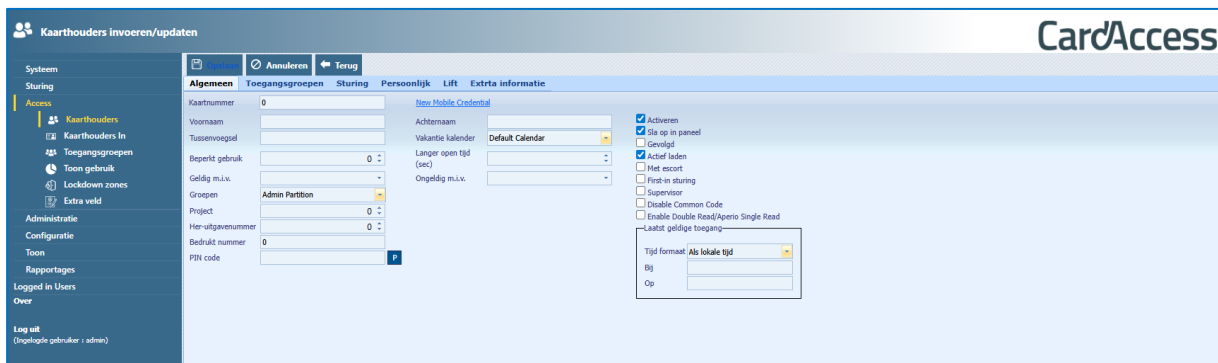 Kaarthouders invoeren/updaten
CardAccess
Systeem
Sturing
Access
Kaarthouders
Kaarthouders In
Toegangsgroepen
Toon gebruik
Lockdown zones
Extra veld
Administratie
Configuratie
Toon
Rapportages
Logged in Users
Over
Log uit
(Ingelogde gebruiker : admin)
Opslaan Annuleren Terug
Algemeen Toegangsgroepen Sturing Persoonlijk Lift Extrta informatie
Kaartnummer 0 New Mobile Credential
Voornaam Achternaam
Tussenvoegsel Vakantie kalender Default Calendar
Beperkt gebruik 0 Langer open tijd (sec)
Geldig m.i.v. Ongeldig m.i.v.
Groepen Admin Partition
Project 0
Her-uitgavenummer 0
Bedrukt nummer 0
PIN code P
Activeren
Sla op in paneel
Gevolgd
Actief laden
Met escort
First-in sturing
Supervisor
Disable Common Code
Enable Double Read/Aperio Single Read
Laatst geldige toegang
Tijd formaat Als lokale tijd
Bij
Op